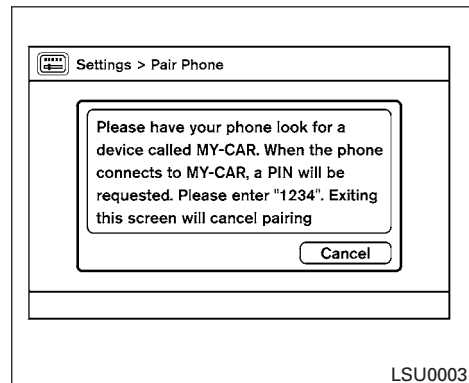 Settings > Pair Phone
Please have your phone look for a
device called MY-CAR. When the phone
connects to MY-CAR, a PIN will be
requested. Please enter "1234". Exiting
this screen will cancel pairing
Cancel
LSU0003